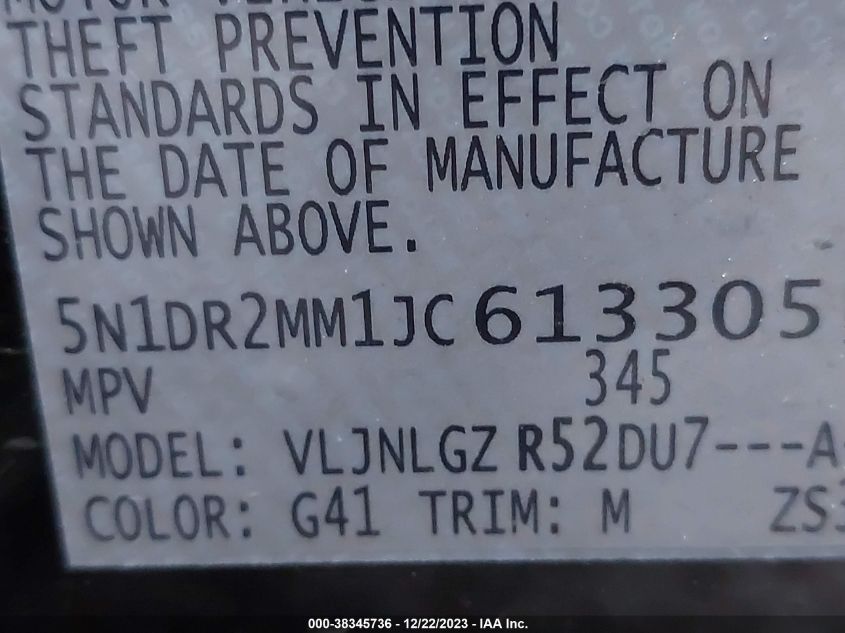 THEFT PREVENTION
STANDARDS IN EFFECT ON
THE DATE OF MANUFACTURE
SHOWN ABOVE.
5N1DR2MM1JC613305
MPV 345
MODEL: VLJNLGZ R52DU7---A
COLOR: G41 TRIM: M ZS3
000-38345736 - 12/22/2023 - IAA Inc.